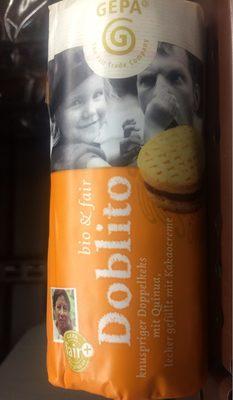 GEPA®
The Fair Trade Company
bio & fair
Doblito
knuspriger Doppelkeks
mit Quinua,
lecker gefüllt mit Kakaocreme
fair+